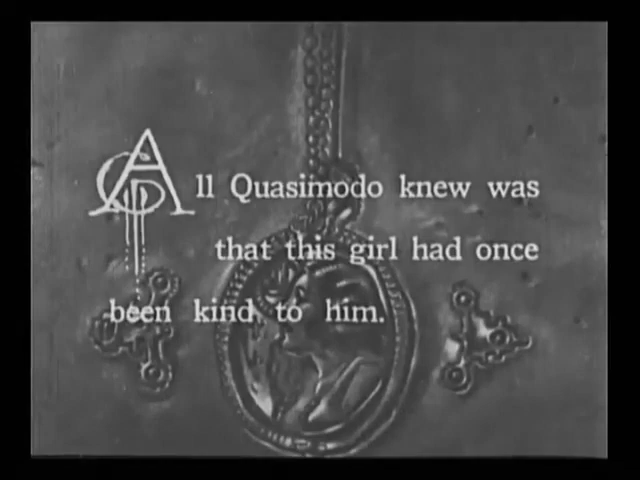 All Quasimodo knew was
that this girl had once
been kind to him.